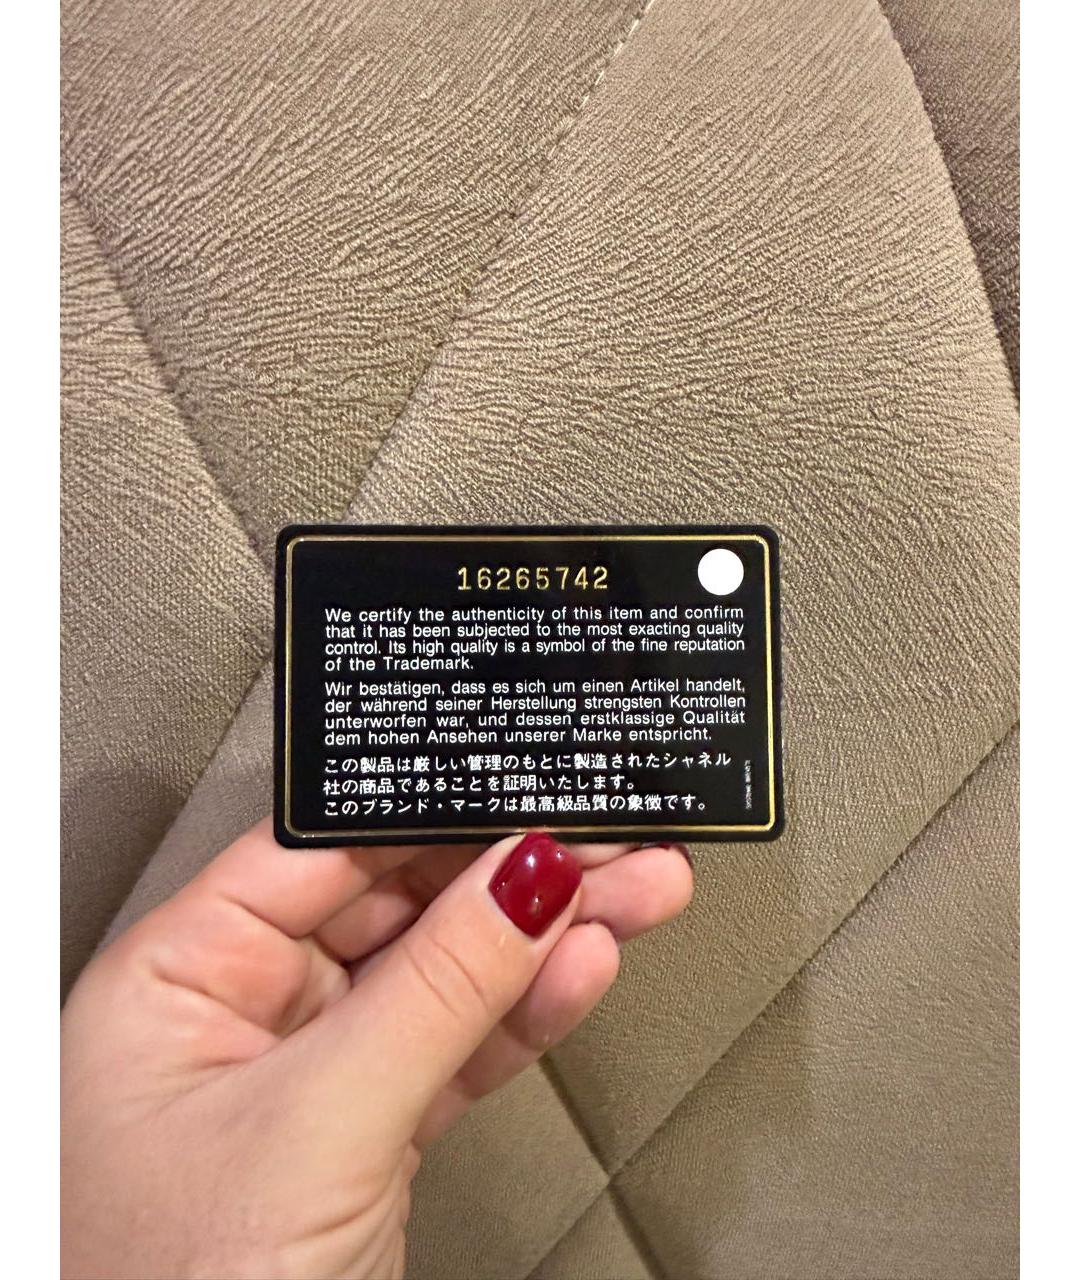 16265742
We certify the authenticity of this item and confirm
that it has been subjected to the most exacting quality
control. Its high quality is a symbol of the fine reputation
of the Trademark.
Wir bestätigen, dass es sich um einen Artikel handelt,
der während seiner Herstellung strengsten Kontrollen
unterworfen war, und dessen erstklassige Qualität
dem hohen Ansehen unserer Marke entspricht.
この製品は厳しい管理のもとに製造されたシャネル
社の商品であることを証明いたします。
このブランド・マークは最高級品質の象徴です。